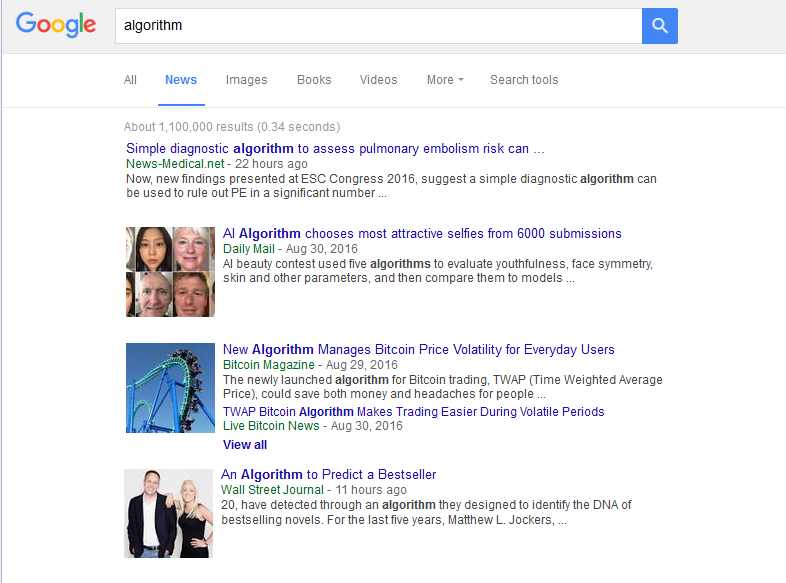 Google
algorithm
All News Images Books Videos More Search tools
About 1,100,000 results (0.34 seconds)
Simple diagnostic algorithm to assess pulmonary embolism risk can ...
News-Medical.net - 22 hours ago
Now, new findings presented at ESC Congress 2016, suggest a simple diagnostic algorithm can
be used to rule out PE in a significant number ...
AI Algorithm chooses most attractive selfies from 6000 submissions
Daily Mail - Aug 30, 2016
AI beauty contest used five algorithms to evaluate youthfulness, face symmetry,
skin and other parameters, and then compare them to models ...
New Algorithm Manages Bitcoin Price Volatility for Everyday Users
Bitcoin Magazine - Aug 29, 2016
The newly launched algorithm for Bitcoin trading, TWAP (Time Weighted Average
Price), could save both money and headaches for people ...
TWAP Bitcoin Algorithm Makes Trading Easier During Volatile Periods
Live Bitcoin News - Aug 30, 2016
View all
An Algorithm to Predict a Bestseller
Wall Street Journal - 11 hours ago
20, have detected through an algorithm they designed to identify the DNA of
bestselling novels. For the last five years, Matthew L. Jockers, ...